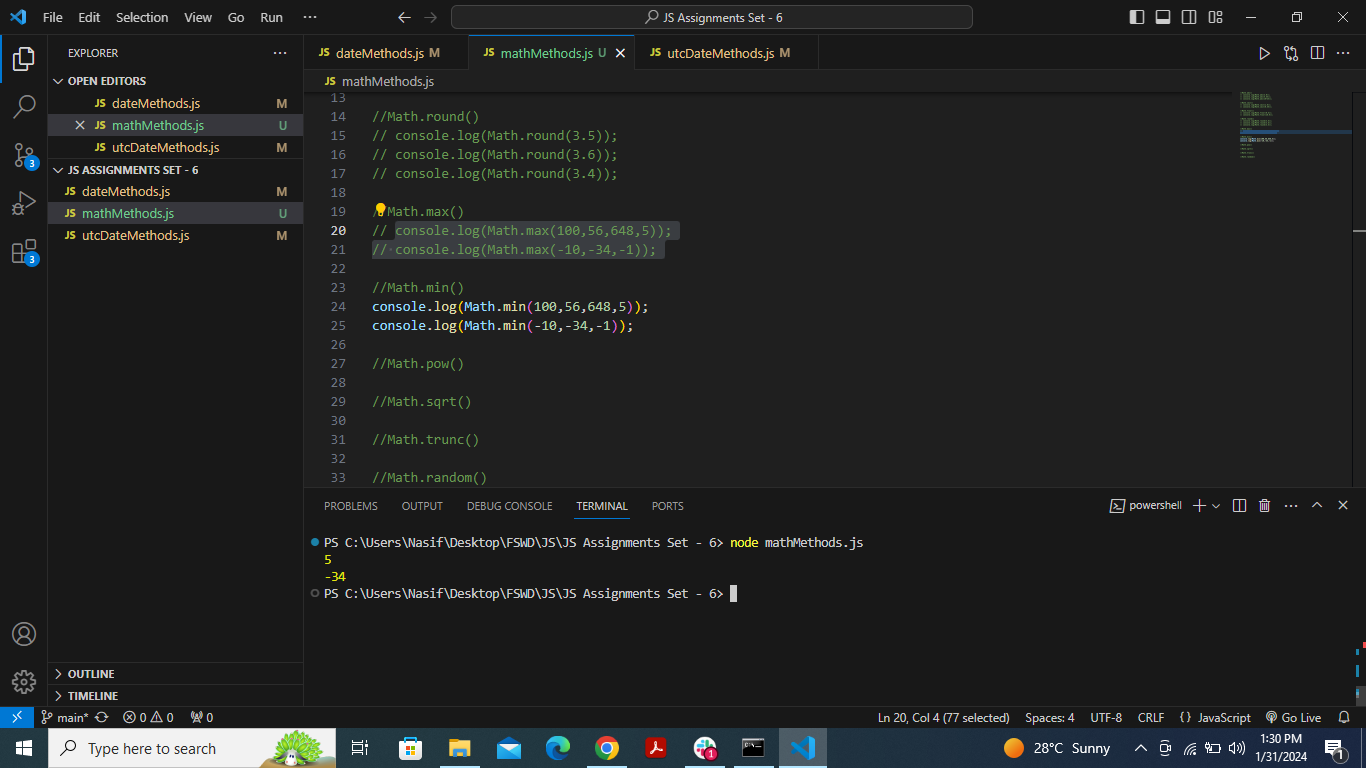 File Edit Selection View Go Run ··· JS Assignments Set - 6
EXPLORER
OPEN EDITORS
JS dateMethods.js M
JS mathMethods.js U
JS utcDateMethods.js M
JS ASSIGNMENTS SET - 6
JS dateMethods.js M
JS mathMethods.js U
JS utcDateMethods.js M
3
3
OUTLINE
TIMELINE
JS dateMethods.js M JS mathMethods.js U JS utcDateMethods.js M
JS mathMethods.js
13
14 //Math.round()
15 // console.log(Math.round(3.5));
16 // console.log(Math.round(3.6));
17 // console.log(Math.round(3.4));
18
19 //Math.max()
20 // console.log(Math.max(100,56,648,5));
21 // console.log(Math.max(-10,-34,-1));
22
23 //Math.min()
24 console.log(Math.min(100,56,648,5));
25 console.log(Math.min(-10,-34,-1));
26
27 //Math.pow()
28
29 //Math.sqrt()
30
31 //Math.trunc()
32
33 //Math.random()
PROBLEMS OUTPUT DEBUG CONSOLE TERMINAL PORTS powershell
PS C:\Users\Nasif\Desktop\FSWD\JS\JS Assignments Set - 6> node mathMethods.js
5
-34
PS C:\Users\Nasif\Desktop\FSWD\JS\JS Assignments Set - 6>
main* 0 0 0 Ln 20, Col 4 (77 selected) Spaces: 4 UTF-8 CRLF {} JavaScript Go Live
Type here to search 1 28°C Sunny 1:30 PM
1/31/2024 1